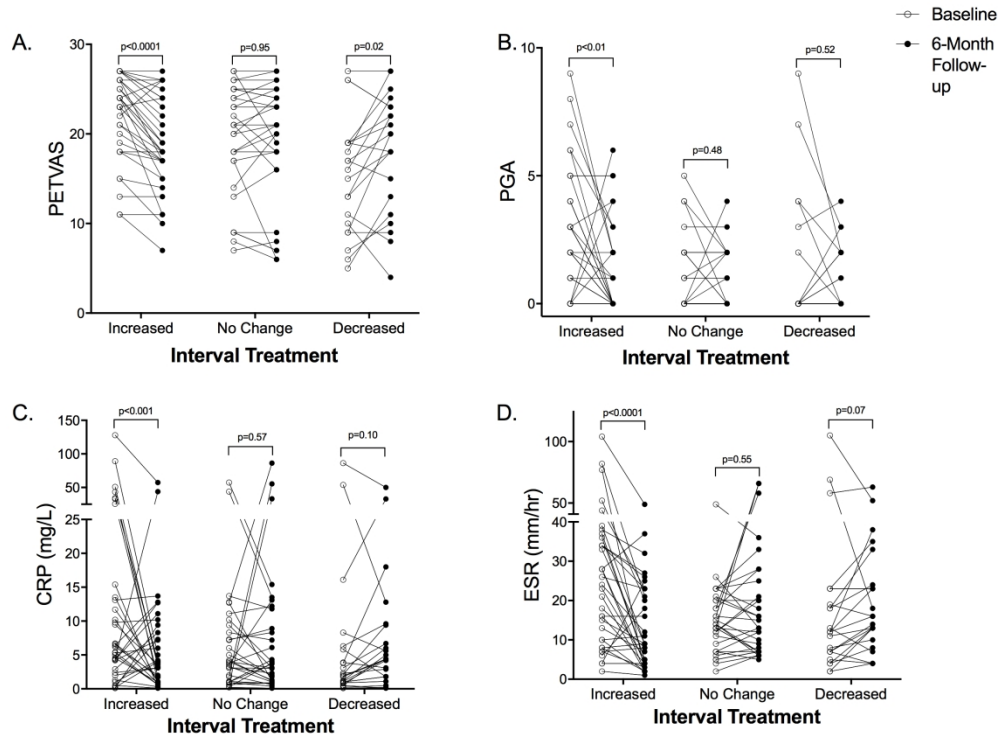 Baseline
6-Month
Follow-
up
A.
p<0.0001
p=0.95
p=0.02
30
20
10
0
PETVAS
Increased
No Change
Decreased
Interval Treatment
B.
p<0.01
p=0.48
p=0.52
10
5
0
PGA
Increased
No Change
Decreased
Interval Treatment
C.
p<0.001
p=0.57
p=0.10
150
100
50
25
20
15
10
5
0
CRP (mg/L)
Increased
No Change
Decreased
Interval Treatment
D.
p<0.0001
p=0.55
p=0.07
100
50
40
30
20
10
0
ESR (mm/hr)
Increased
No Change
Decreased
Interval Treatment